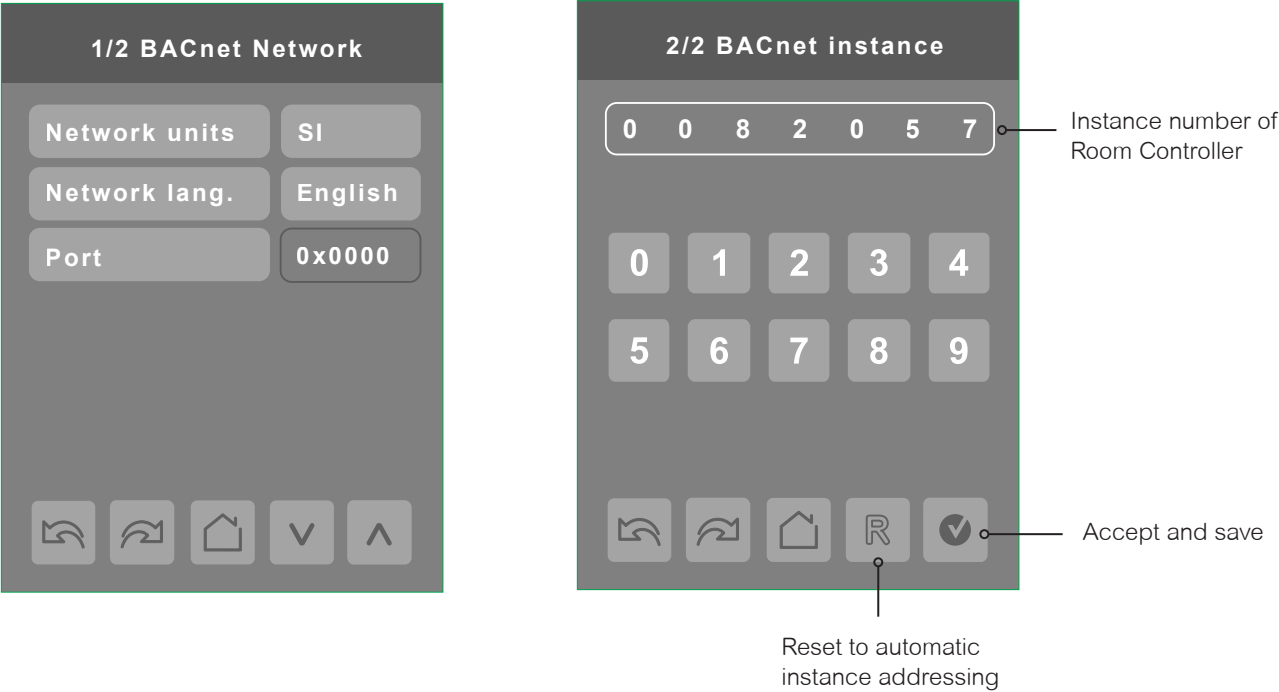 1/2 BACnet Network
Network units SI
Network lang. English
Port 0x0000
2/2 BACnet instance
0 0 8 2 0 5 7
Instance number of
Room Controller
0 1 2 3 4
5 6 7 8 9
R
Accept and save
Reset to automatic
instance addressing